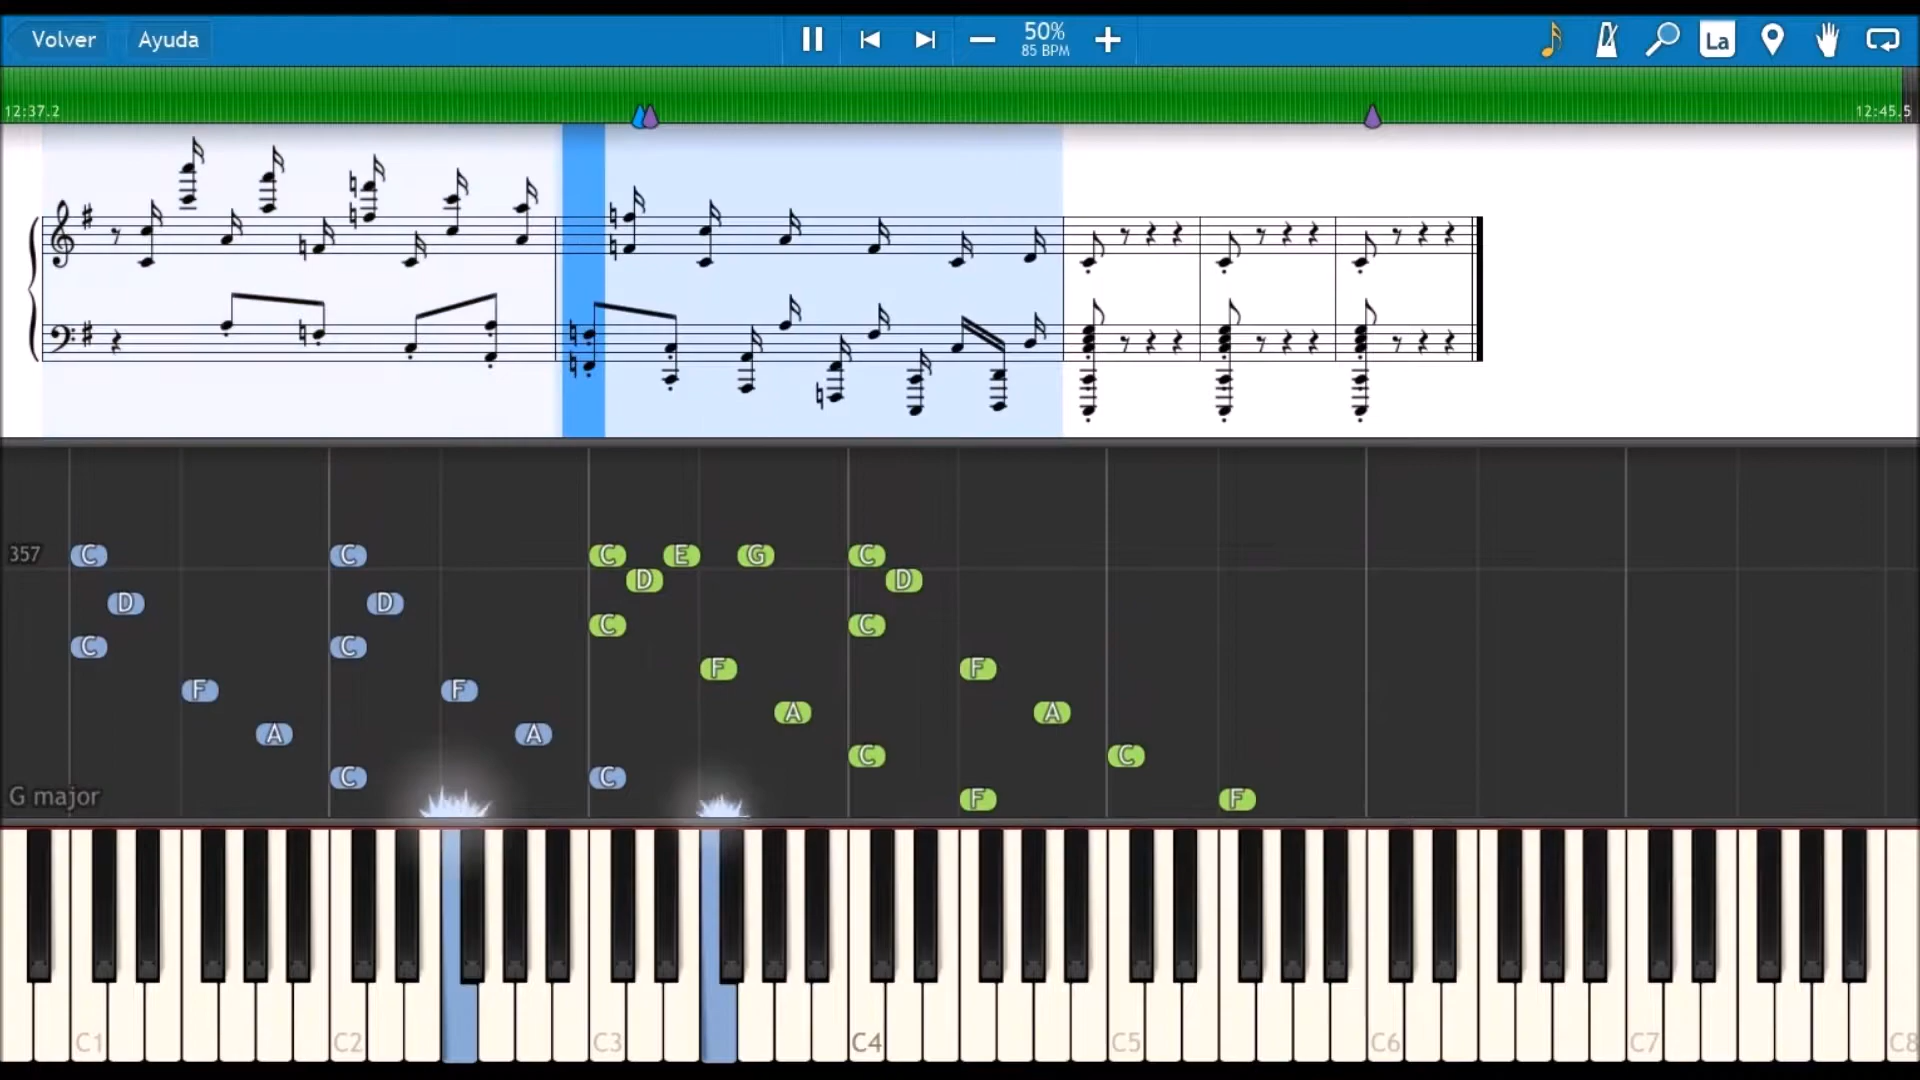 Volver Ayuda 50% La
85 BPM
12:37.2 12:45.5
357 C C C E G C
D D
D D
C C
C C
F F
F F
A A
A A
C C
C C
G major F F
C1 C2 C3 C4 C5 C6 C7 C8